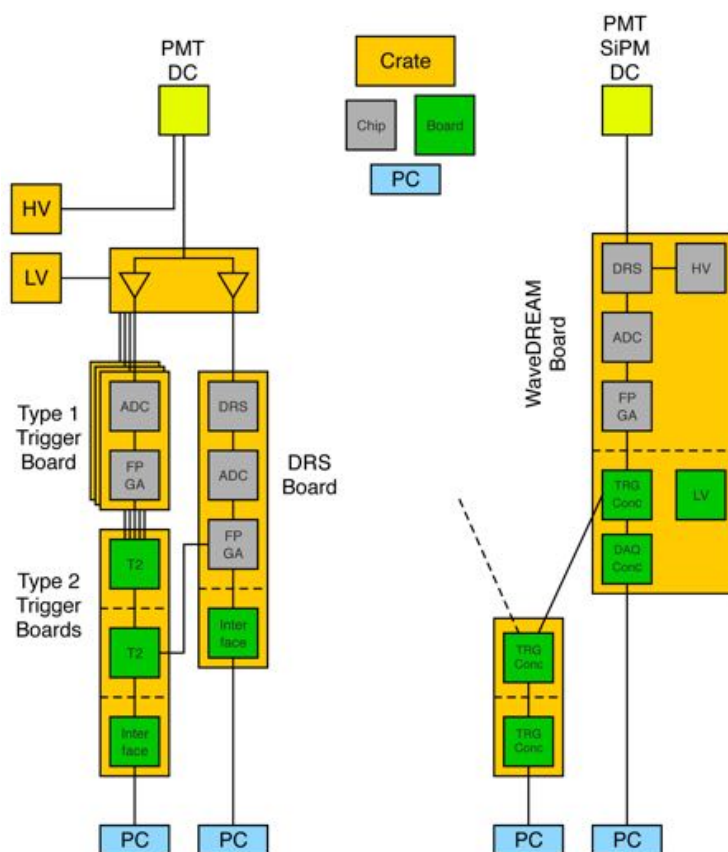 PMT
DC
Crate
Chip
Board
PC
PMT
SiPM
DC
HV
LV
Type 1
Trigger
Board
ADC
FP
GA
DRS
ADC
FP
GA
DRS
Board
Type 2
Trigger
Boards
T2
T2
Inter
face
Inter
face
PC
PC
WaveDREAM
Board
DRS
HV
ADC
FP
GA
TRG
Conc
LV
DAQ
Conc
TRG
Conc
TRG
Conc
PC
PC